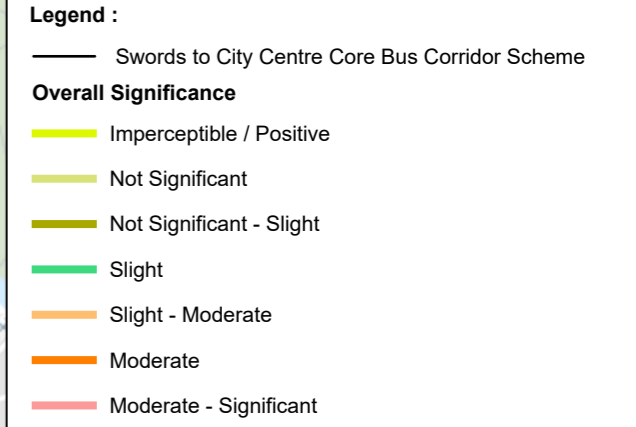 Legend :
Swords to City Centre Core Bus Corridor Scheme
Overall Significance
Imperceptible / Positive
Not Significant
Not Significant - Slight
Slight
Slight - Moderate
Moderate
Moderate - Significant